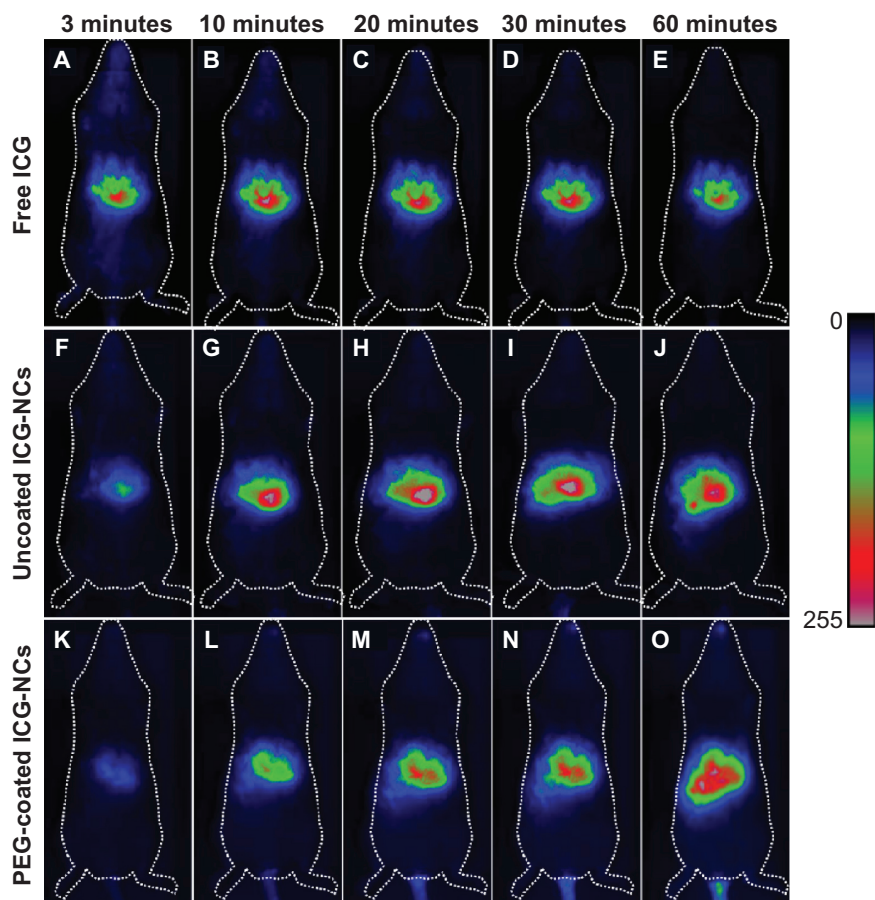 3 minutes 10 minutes 20 minutes 30 minutes 60 minutes
Free ICG
A B C D E
Uncoated ICG-NCs
F G H I J
PEG-coated ICG-NCs
K L M N O
0
255